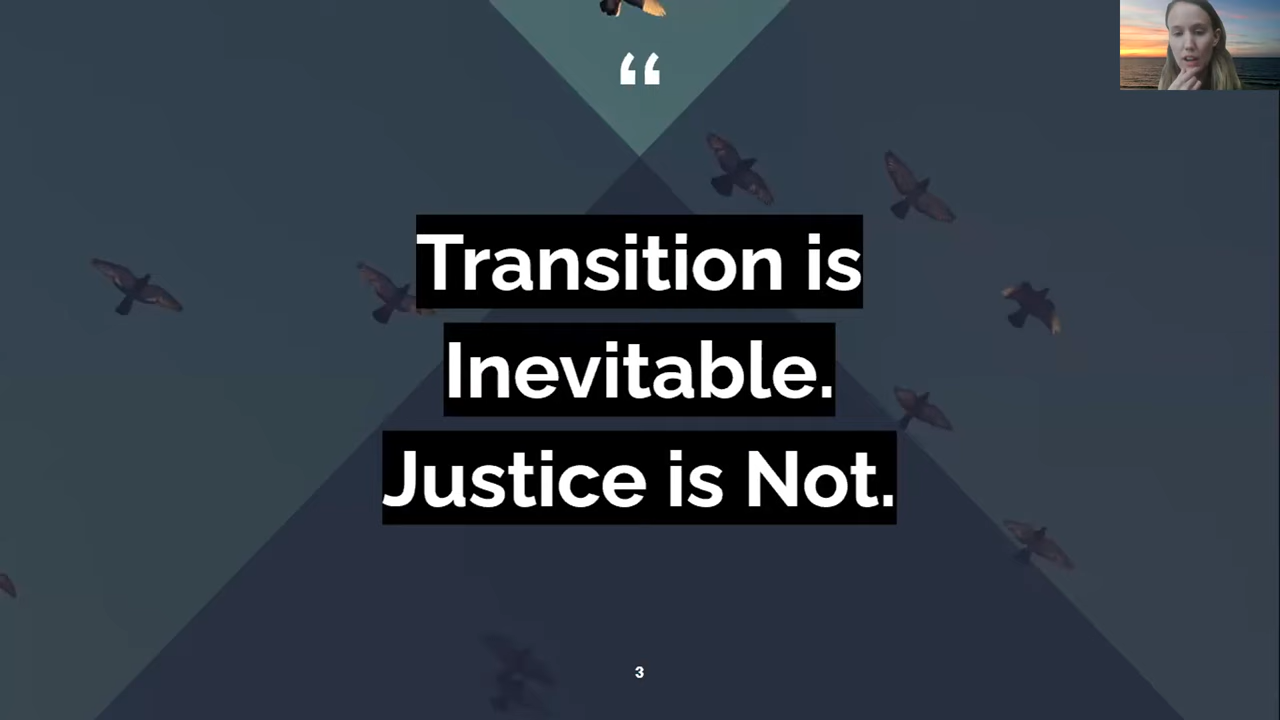 “
Transition is
Inevitable.
Justice is Not.
3